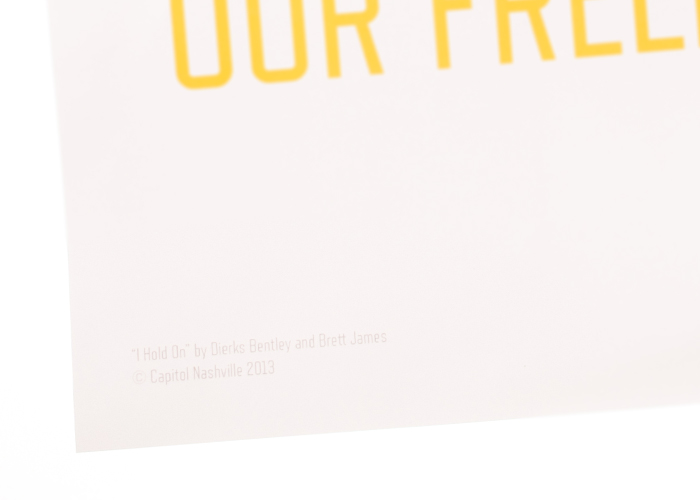 OUR FREE
"I Hold On" by Dierks Bentley and Brett James
© Capitol Nashville 2013